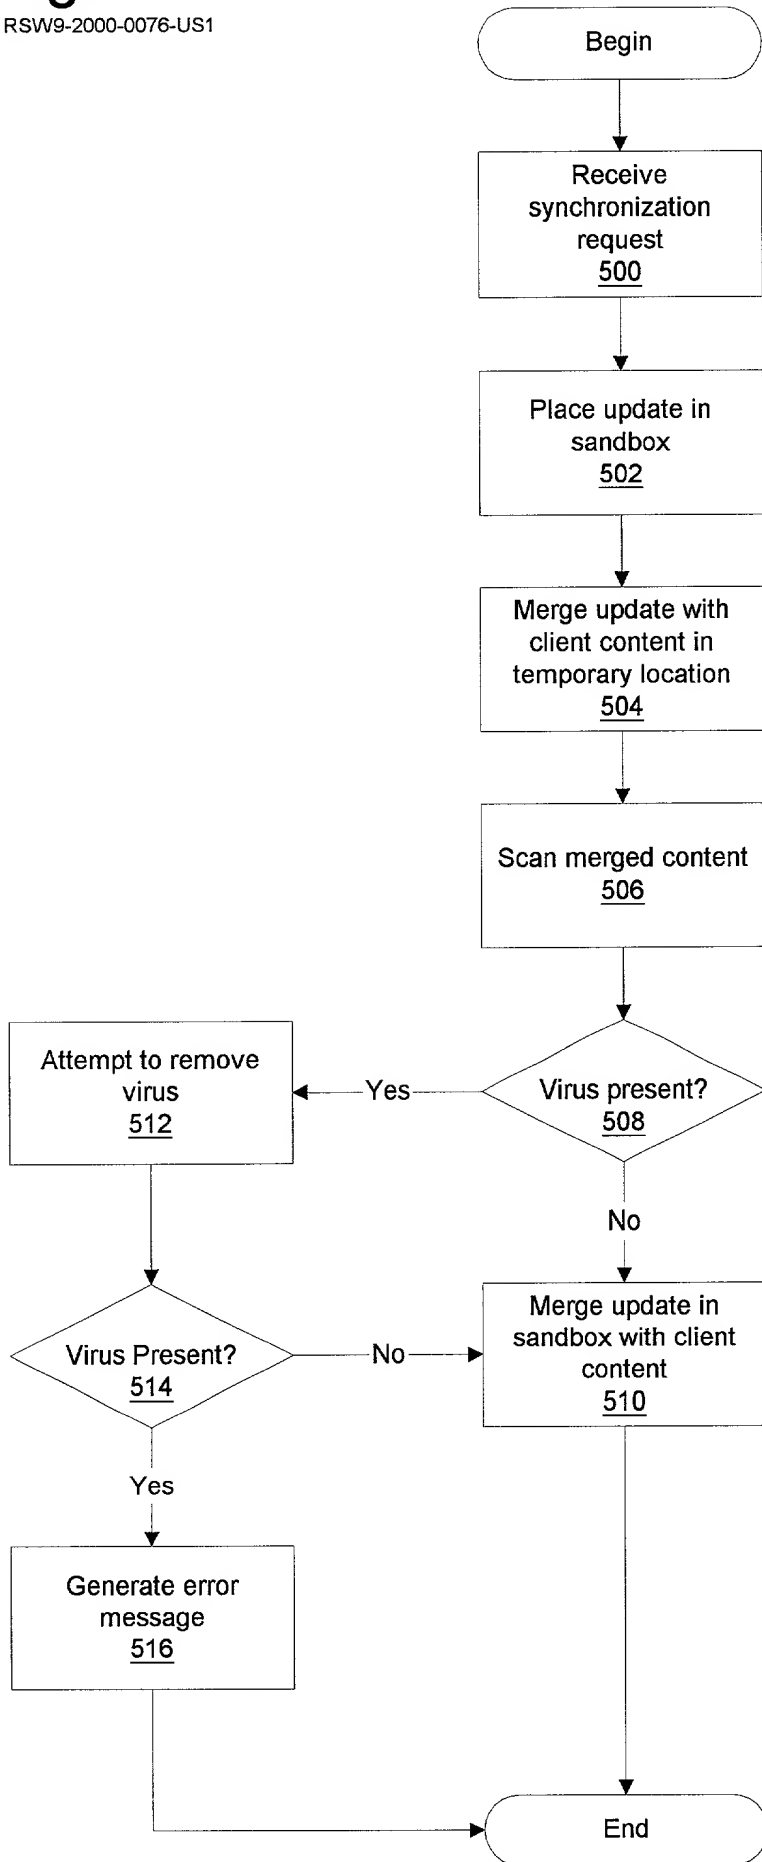 RSW9-2000-0076-US1
Begin
Receive
synchronization
request
500
Place update in
sandbox
502
Merge update with
client content in
temporary location
504
Scan merged content
506
Virus present?
508
Yes
Attempt to remove
virus
512
No
Virus Present?
514
No
Merge update in
sandbox with client
content
510
Yes
Generate error
message
516
End